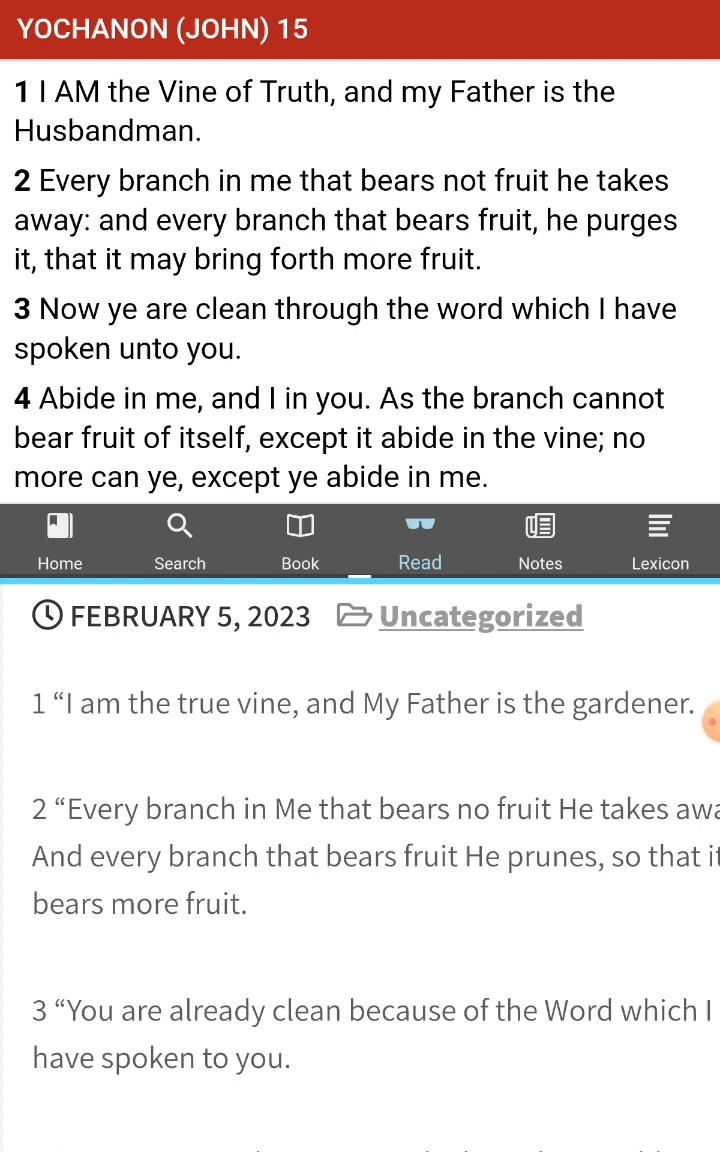 YOCHANON (JOHN) 15
1 I AM the Vine of Truth, and my Father is the
Husbandman.
2 Every branch in me that bears not fruit he takes
away: and every branch that bears fruit, he purges
it, that it may bring forth more fruit.
3 Now ye are clean through the word which I have
spoken unto you.
4 Abide in me, and I in you. As the branch cannot
bear fruit of itself, except it abide in the vine; no
more can ye, except ye abide in me.
Home Search Book Read Notes Lexicon
FEBRUARY 5, 2023 Uncategorized
1 “I am the true vine, and My Father is the gardener.
2 “Every branch in Me that bears no fruit He takes
And every branch that bears fruit He prunes, so that
bears more fruit.
3 “You are already clean because of the Word which I
have spoken to you.